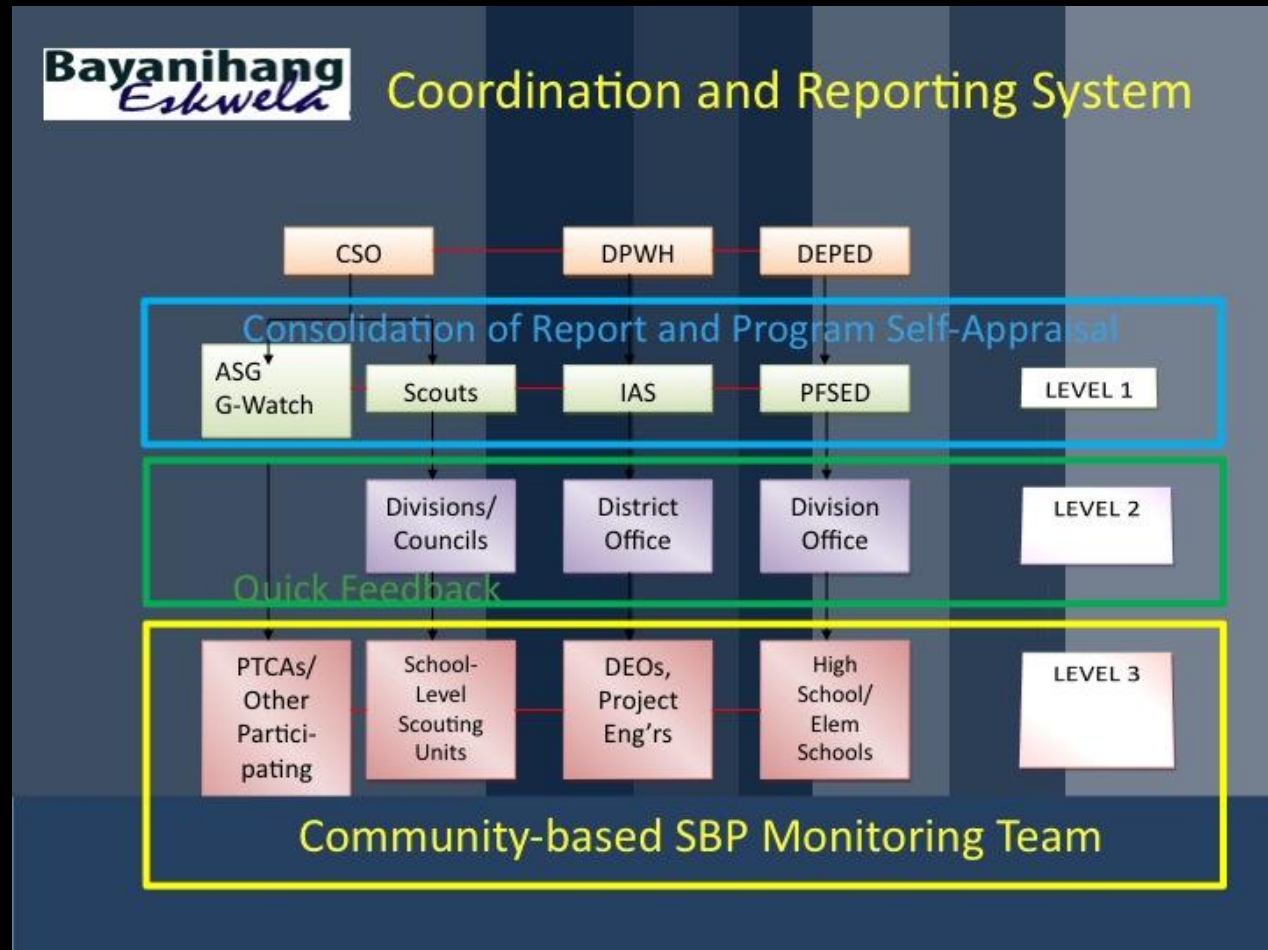 Bayanihang
Eskwela
Coordination and Reporting System
CSO
DPWH
DEPED
Consolidation of Report and Program Self-Appraisal
ASG
G-Watch
Scouts
IAS
PFSED
LEVEL 1
Divisions/
Councils
District
Office
Division
Office
LEVEL 2
Quick Feedback
PTCAs/
Other
Partici-
pating
School-
Level
Scouting
Units
DEOs,
Project
Eng’rs
High
School/
Elem
Schools
LEVEL 3
Community-based SBP Monitoring Team